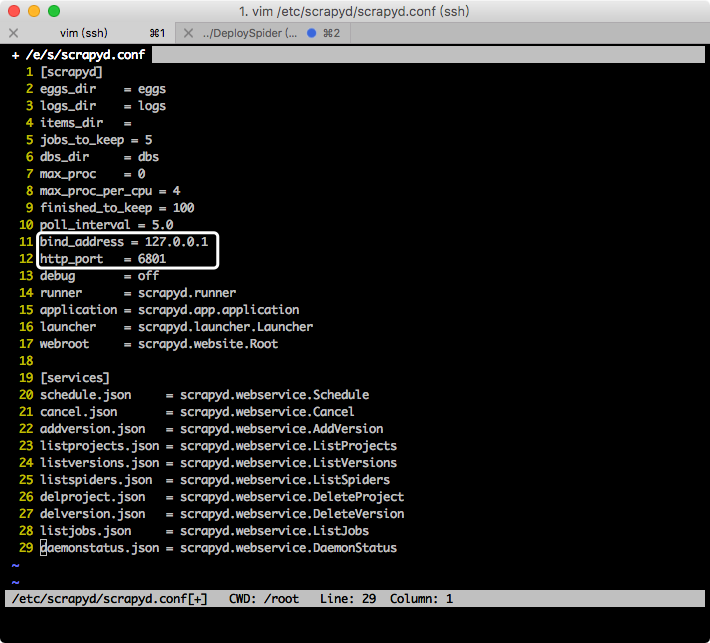 1. vim /etc/scrapyd/scrapyd.conf (ssh)
vim (ssh) ⌘1 ../DeploySpider (... ⌘2
+ /e/s/scrapyd.conf
1 [scrapyd]
2 eggs_dir    = eggs
3 logs_dir    = logs
4 items_dir   =
5 jobs_to_keep = 5
6 dbs_dir     = dbs
7 max_proc    = 0
8 max_proc_per_cpu = 4
9 finished_to_keep = 100
10 poll_interval = 5.0
11 bind_address = 127.0.0.1
12 http_port   = 6801
13 debug       = off
14 runner      = scrapyd.runner
15 application = scrapyd.app.application
16 launcher    = scrapyd.launcher.Launcher
17 webroot     = scrapyd.website.Root
18
19 [services]
20 schedule.json     = scrapyd.webservice.Schedule
21 cancel.json       = scrapyd.webservice.Cancel
22 addversion.json   = scrapyd.webservice.AddVersion
23 listprojects.json = scrapyd.webservice.ListProjects
24 listversions.json = scrapyd.webservice.ListVersions
25 listspiders.json  = scrapyd.webservice.ListSpiders
26 delproject.json   = scrapyd.webservice.DeleteProject
27 delversion.json   = scrapyd.webservice.DeleteVersion
28 listjobs.json     = scrapyd.webservice.ListJobs
29 daemonstatus.json = scrapyd.webservice.DaemonStatus
~
~
/etc/scrapyd/scrapyd.conf[+]   CWD: /root   Line: 29  Column: 1